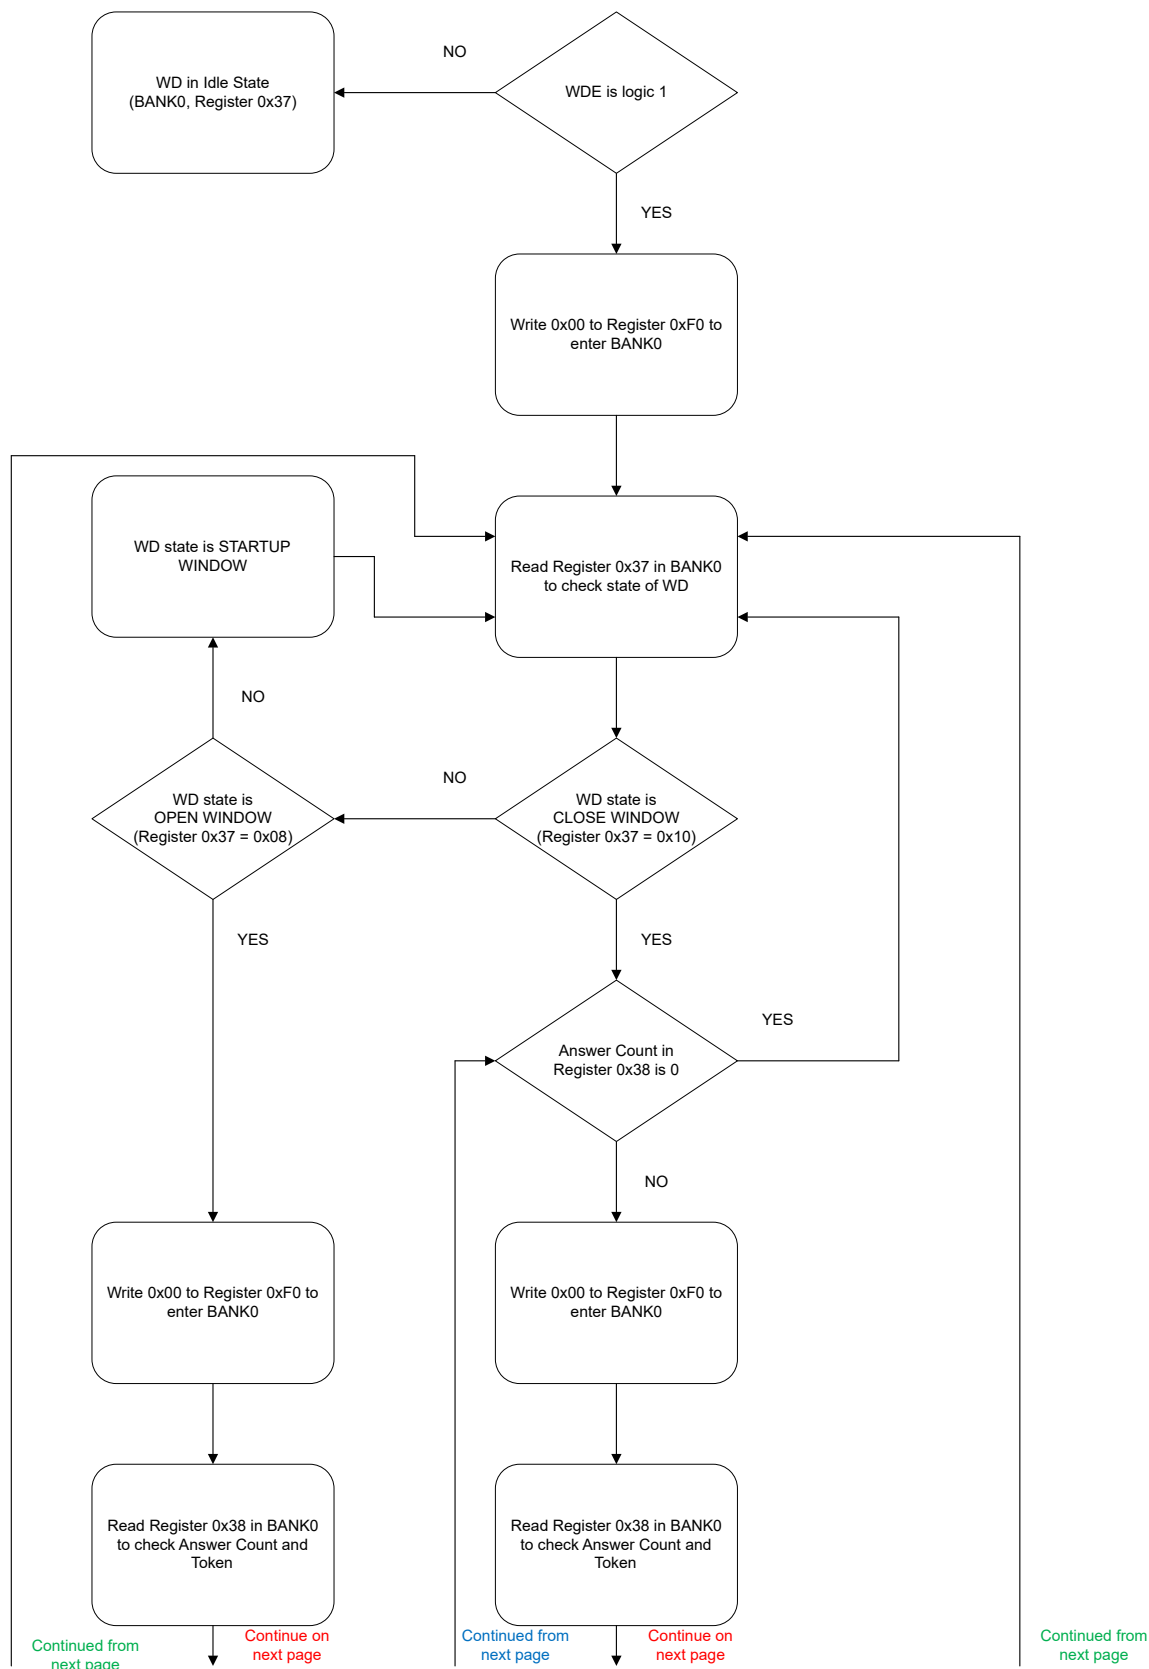 NO
WD in Idle State
(BANK0, Register 0x37)
WDE is logic 1
YES
Write 0x00 to Register 0xF0 to
enter BANK0
WD state is STARTUP
WINDOW
Read Register 0x37 in BANK0
to check state of WD
NO
NO
WD state is
OPEN WINDOW
(Register 0x37 = 0x08)
WD state is
CLOSE WINDOW
(Register 0x37 = 0x10)
YES
YES
YES
Answer Count in
Register 0x38 is 0
NO
Write 0x00 to Register 0xF0 to
enter BANK0
Write 0x00 to Register 0xF0 to
enter BANK0
Read Register 0x38 in BANK0
to check Answer Count and
Token
Read Register 0x38 in BANK0
to check Answer Count and
Token
Continued from
next page
Continue on
next page
Continued from
next page
Continue on
next page
Continued from
next page